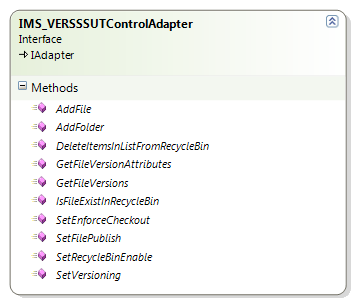 IMS_VERSSSUTControlAdapter
Interface
IAdapter
Methods
AddFile
AddFolder
DeleteItemsInListFromRecycleBin
GetFileVersionAttributes
GetFileVersions
IsFileExistInRecycleBin
SetEnforceCheckout
SetFilePublish
SetRecycleBinEnable
SetVersioning